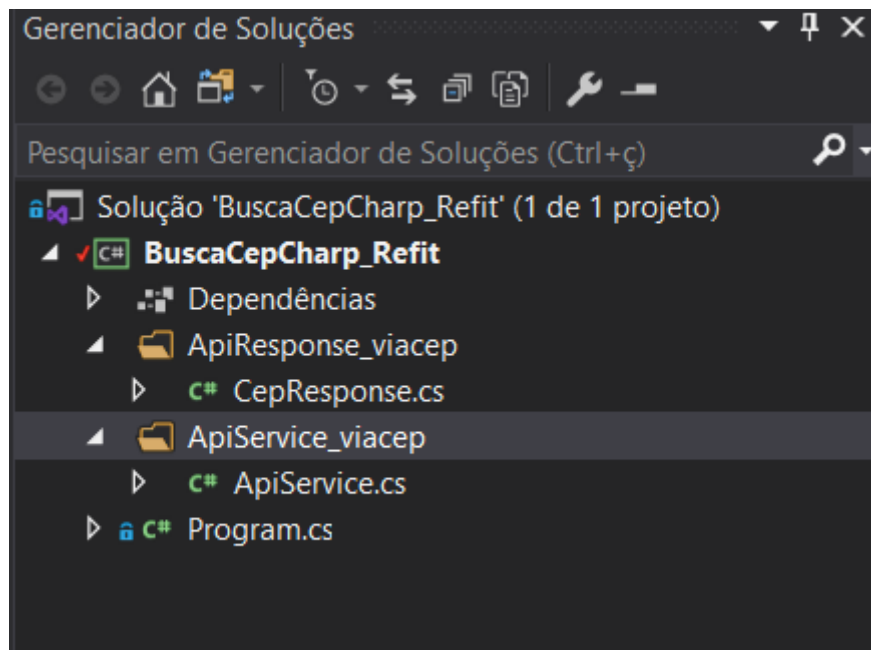 Gerenciador de Soluções
Pesquisar em Gerenciador de Soluções (Ctrl+ç)
Solução 'BuscaCepCharp_Refit' (1 de 1 projeto)
C# BuscaCepCharp_Refit
Dependências
ApiResponse_viacep
C# CepResponse.cs
ApiService_viacep
C# ApiService.cs
C# Program.cs